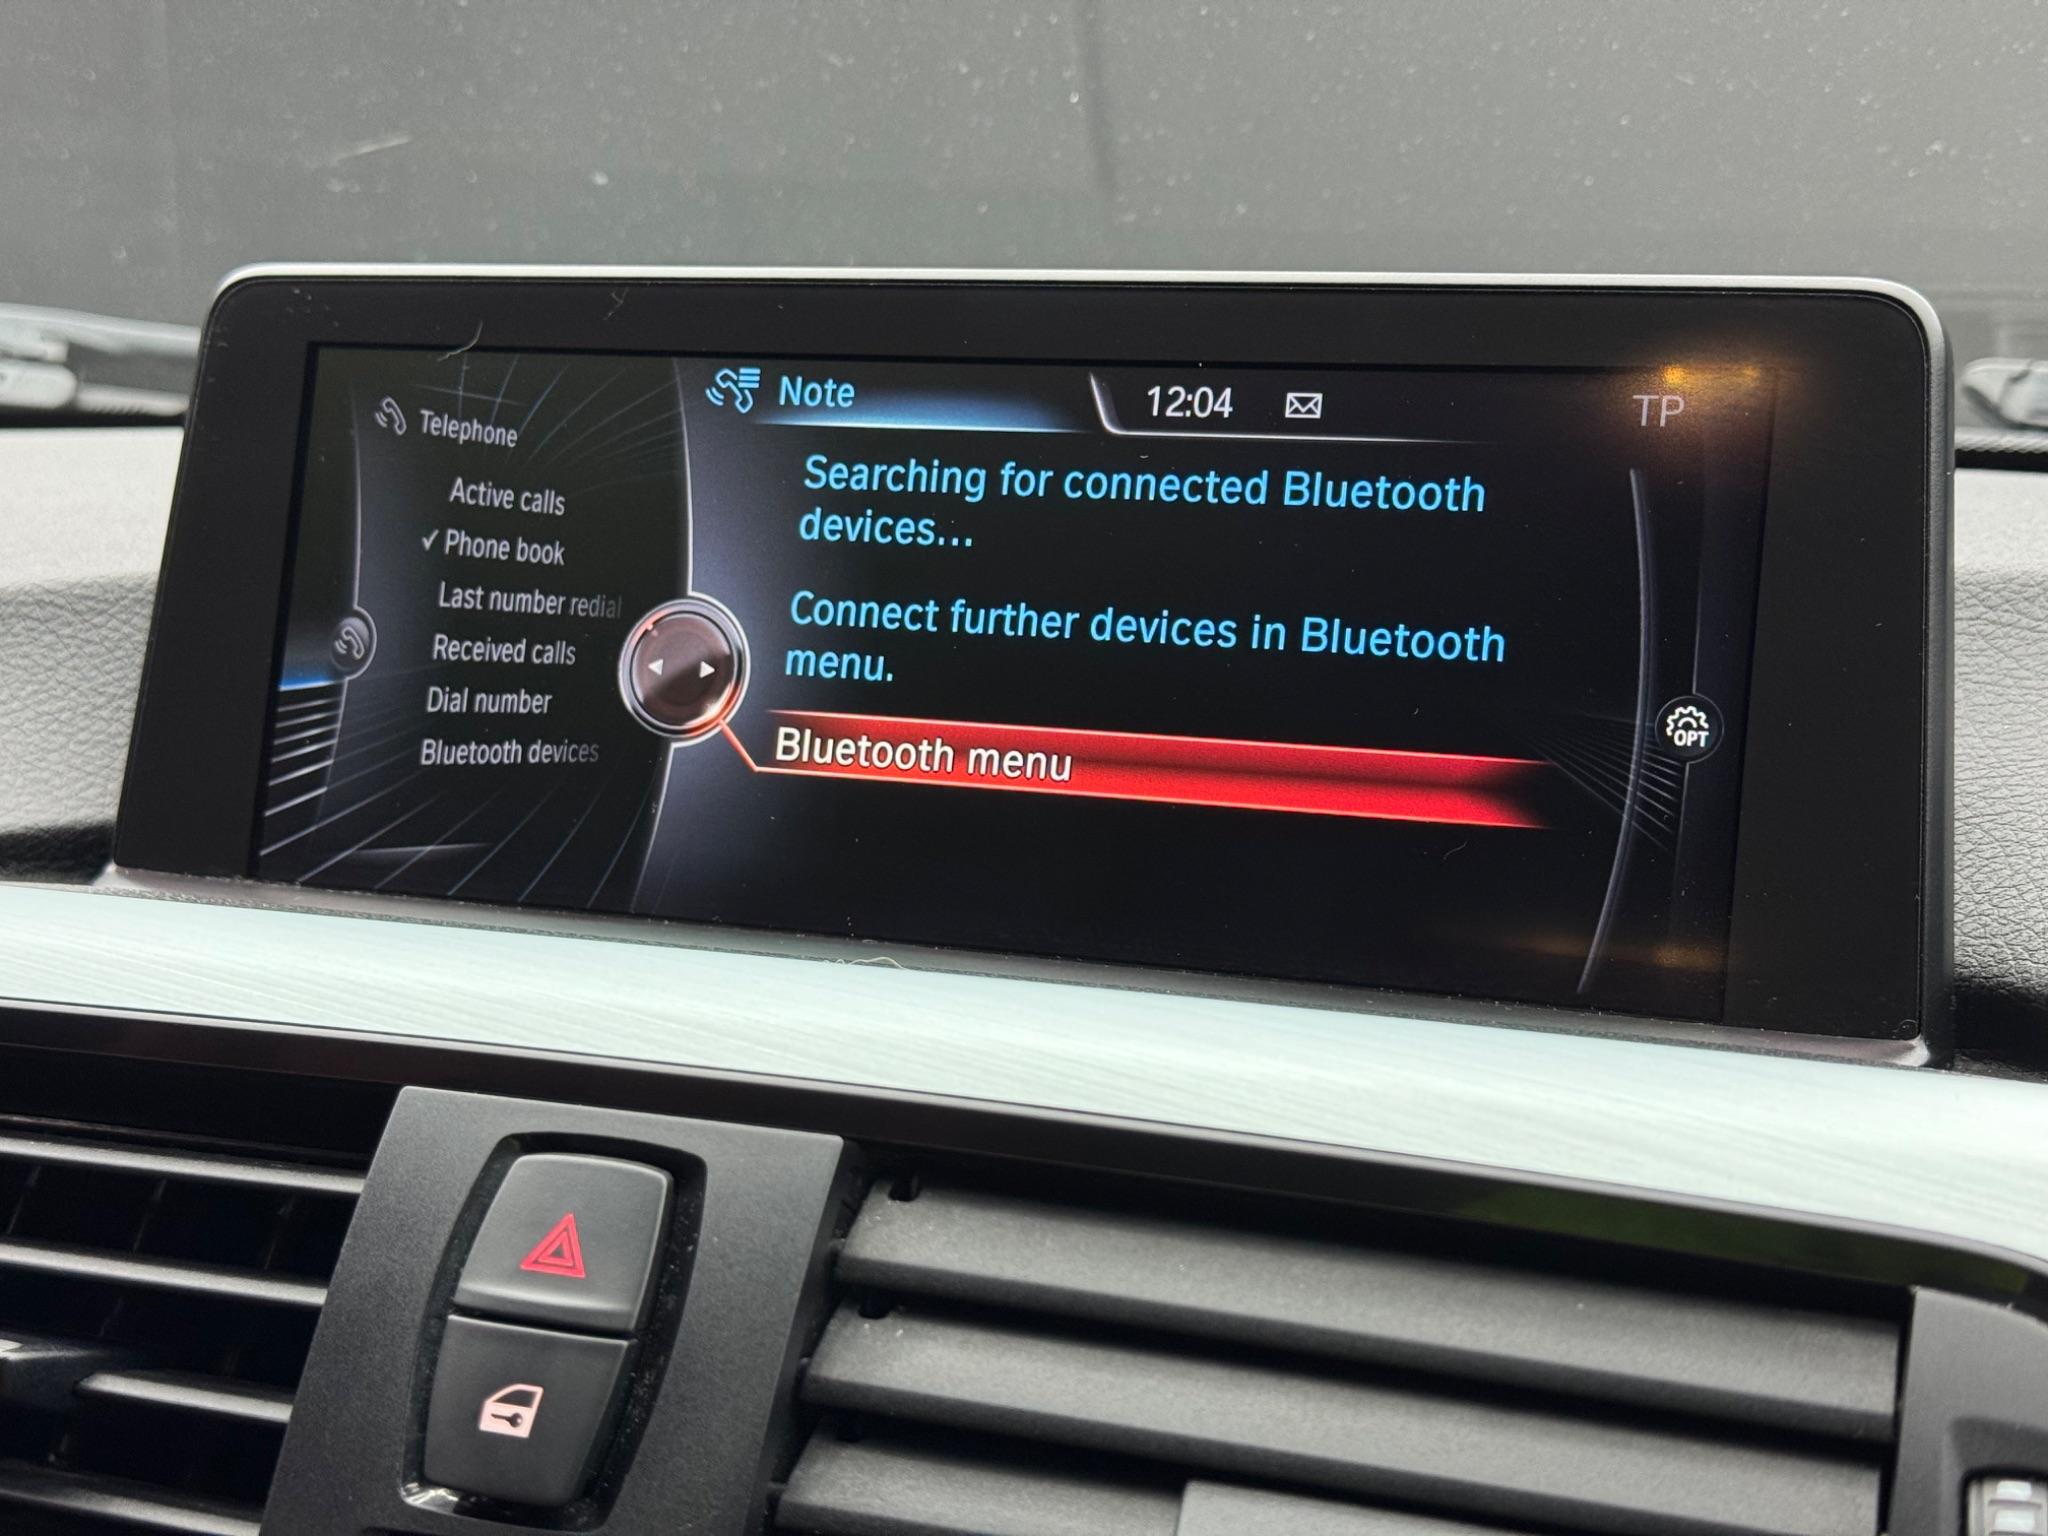 Note
12:04
TP
Telephone
Active calls
✓ Phone book
Last number redial
Received calls
Dial number
Bluetooth devices
Searching for connected Bluetooth
devices...
Connect further devices in Bluetooth
menu.
Bluetooth menu
OPT